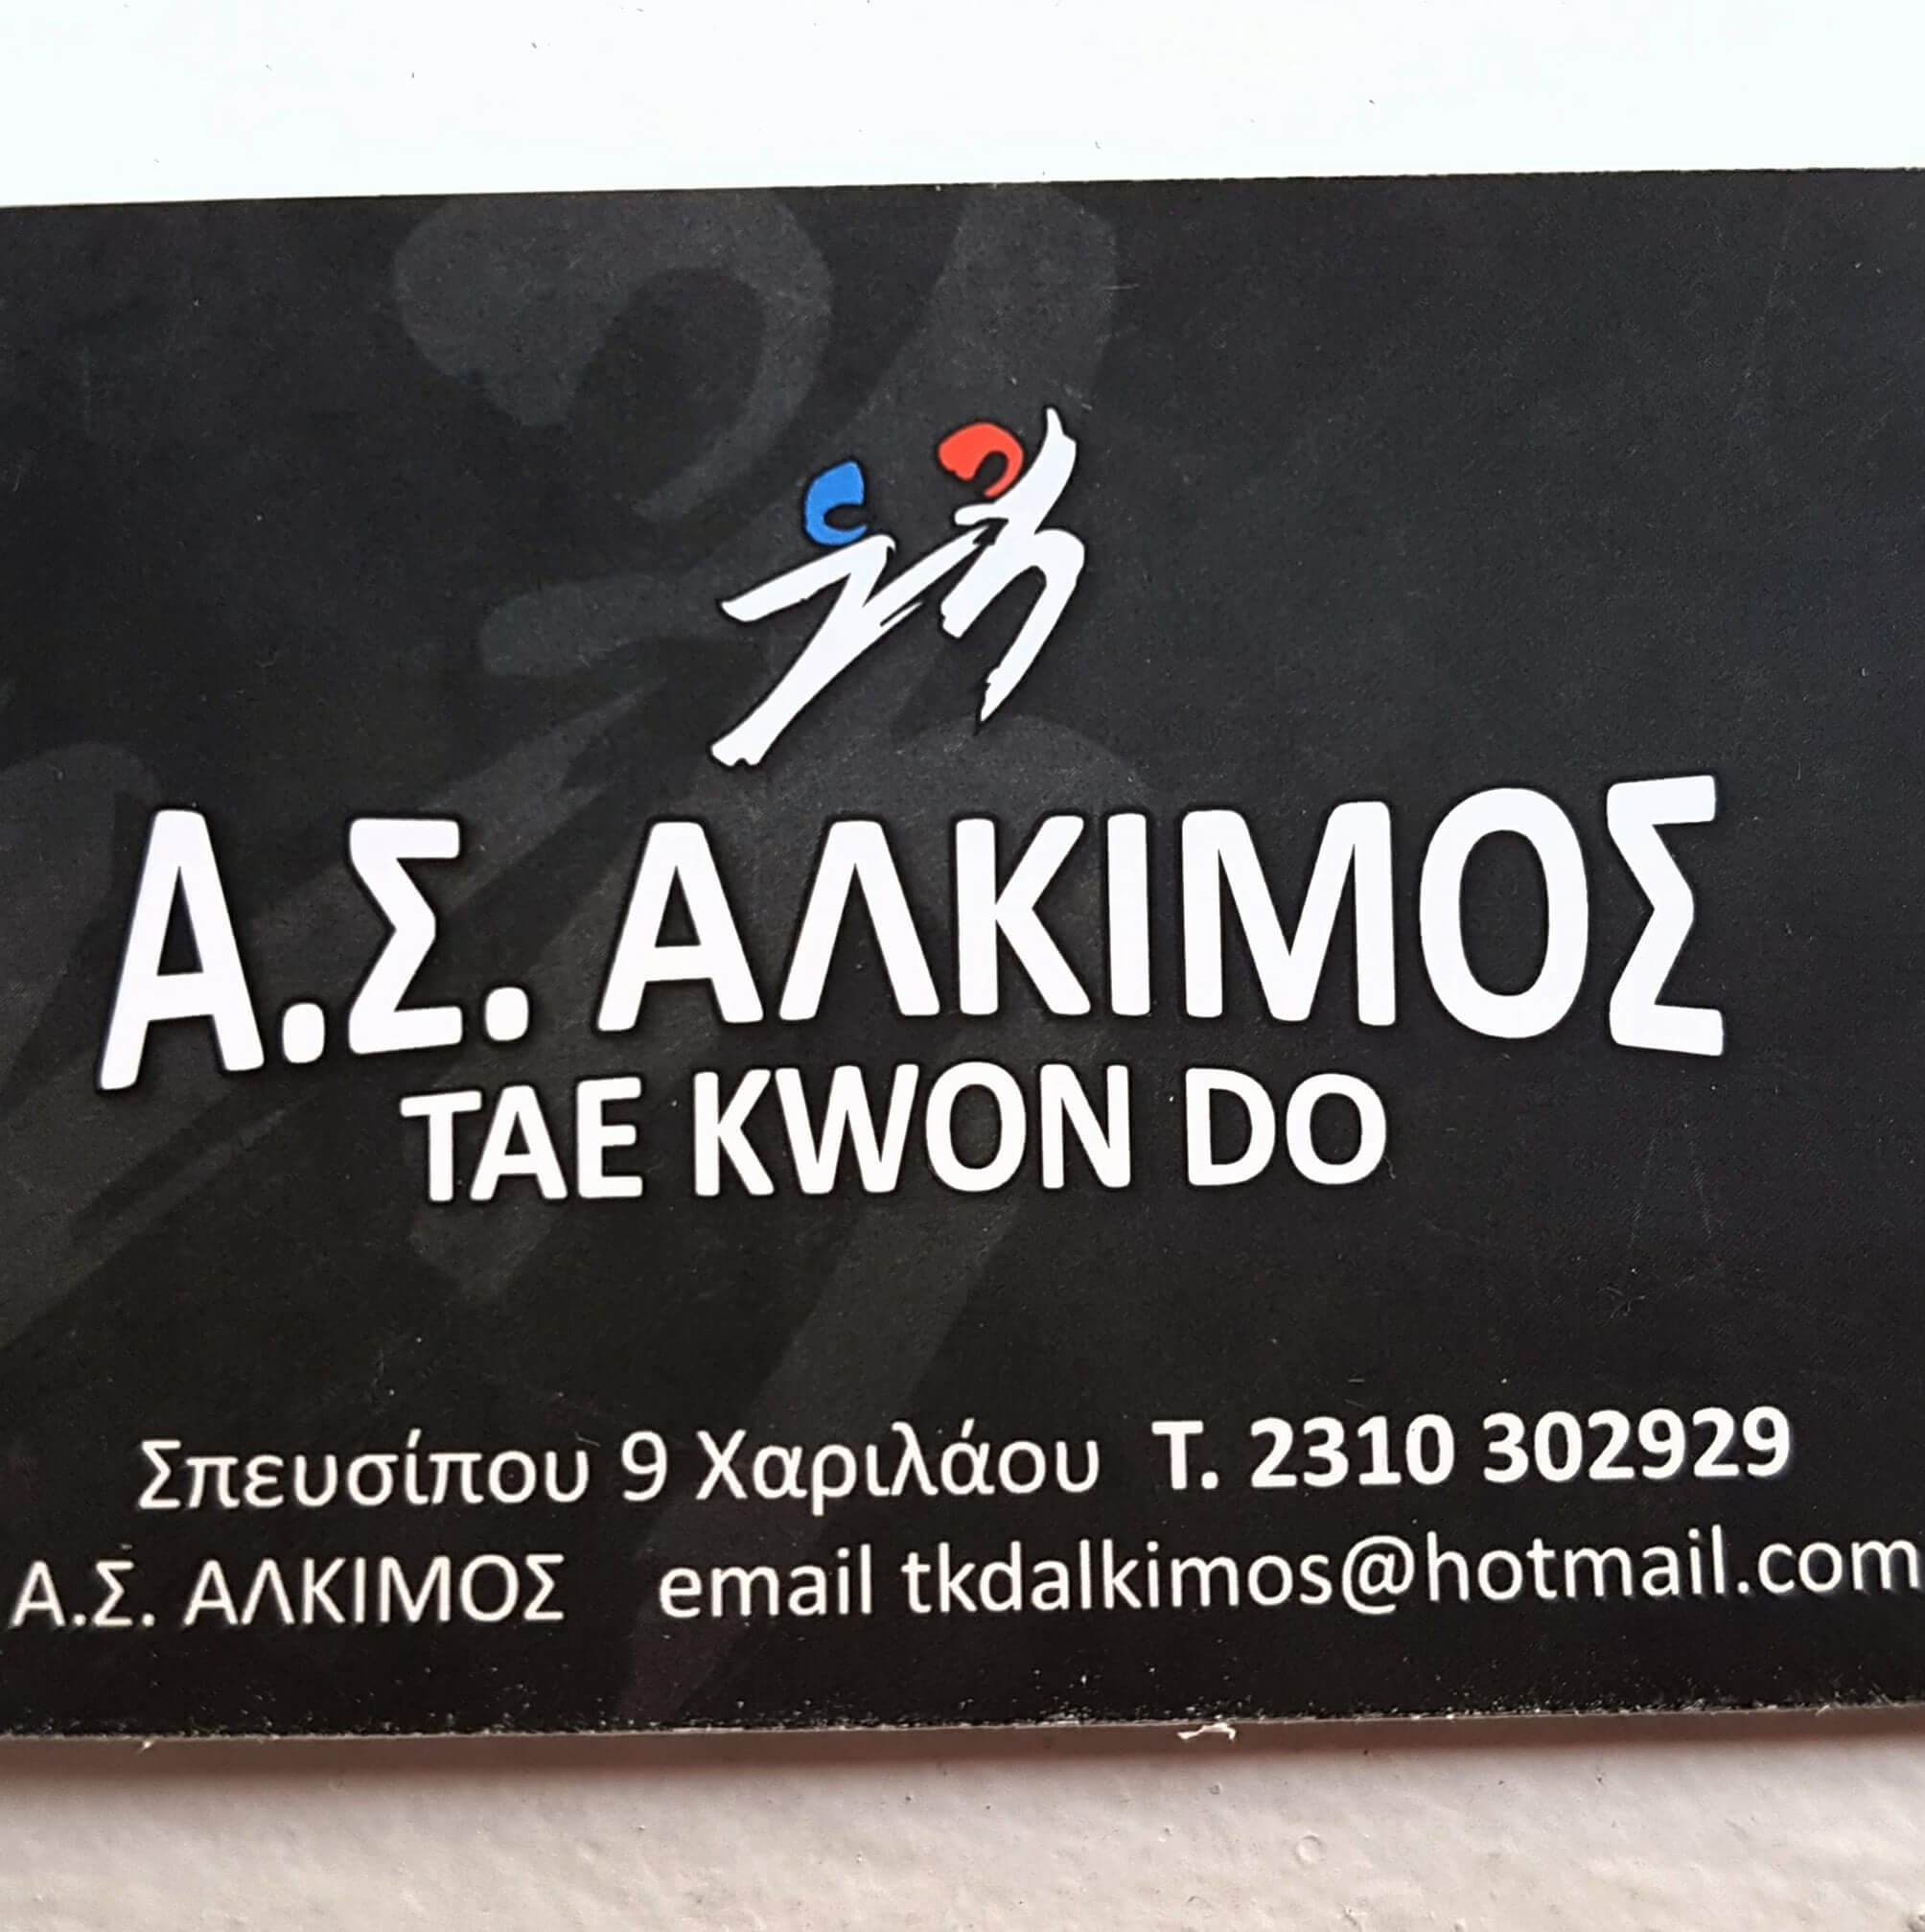 Α.Σ. ΑΛΚΙΜΟΣ
TAE KWON DO
Σπευσίπου 9 Χαριλάου Τ. 2310 302929
Α.Σ. ΑΛΚΙΜΟΣ email tkdalkimos@hotmail.com